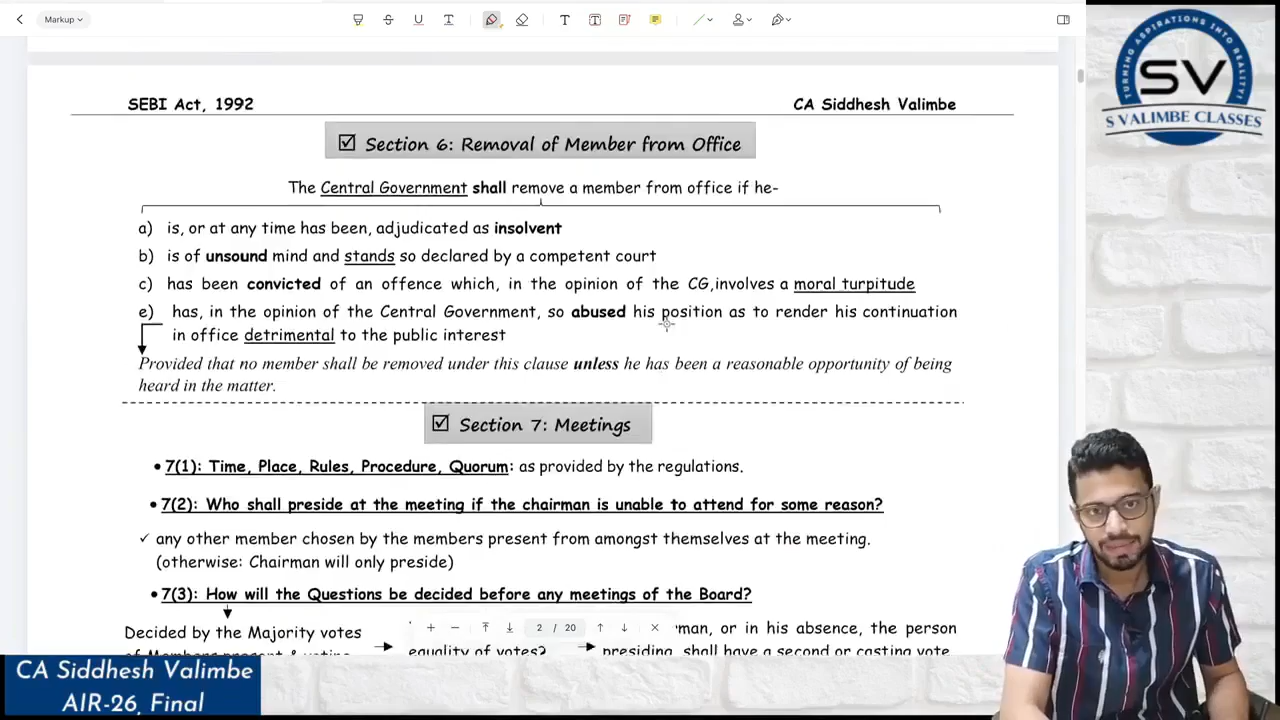 Markup
TURNING ASPIRATIONS INTO REALITY!
SV
S VALIMBE CLASSES
SEBI Act, 1992
CA Siddhesh Valimbe
☑ Section 6: Removal of Member from Office
The Central Government shall remove a member from office if he-
a) is, or at any time has been, adjudicated as insolvent
b) is of unsound mind and stands so declared by a competent court
c) has been convicted of an offence which, in the opinion of the CG,involves a moral turpitude
e) has, in the opinion of the Central Government, so abused his position as to render his continuation
in office detrimental to the public interest
Provided that no member shall be removed under this clause unless he has been a reasonable opportunity of being
heard in the matter.
☑ Section 7: Meetings
• 7(1): Time, Place, Rules, Procedure, Quorum: as provided by the regulations.
• 7(2): Who shall preside at the meeting if the chairman is unable to attend for some reason?
✓ any other member chosen by the members present from amongst themselves at the meeting.
(otherwise: Chairman will only preside)
• 7(3): How will the Questions be decided before any meetings of the Board?
Decided by the Majority votes
2 / 20
man, or in his absence, the person
of Members present & voting
equality of votes?
presiding, shall have a second or casting vote
CA Siddhesh Valimbe
AIR-26, Final